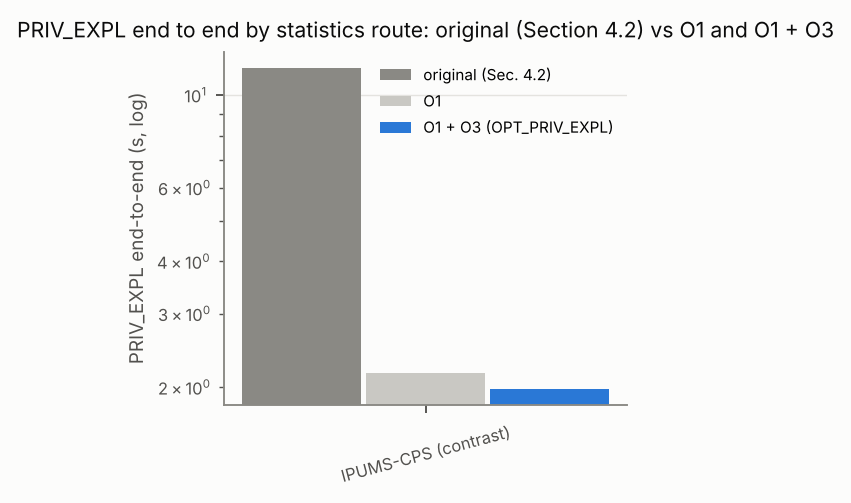 PRIV_EXPL end to end by statistics route: original (Section 4.2) vs O1 and O1 + O3
original (Sec. 4.2)
O1
O1 + O3 (OPT_PRIV_EXPL)
PRIV_EXPL end-to-end (s, log)
10¹
6 × 10⁰
4 × 10⁰
3 × 10⁰
2 × 10⁰
IPUMS-CPS (contrast)